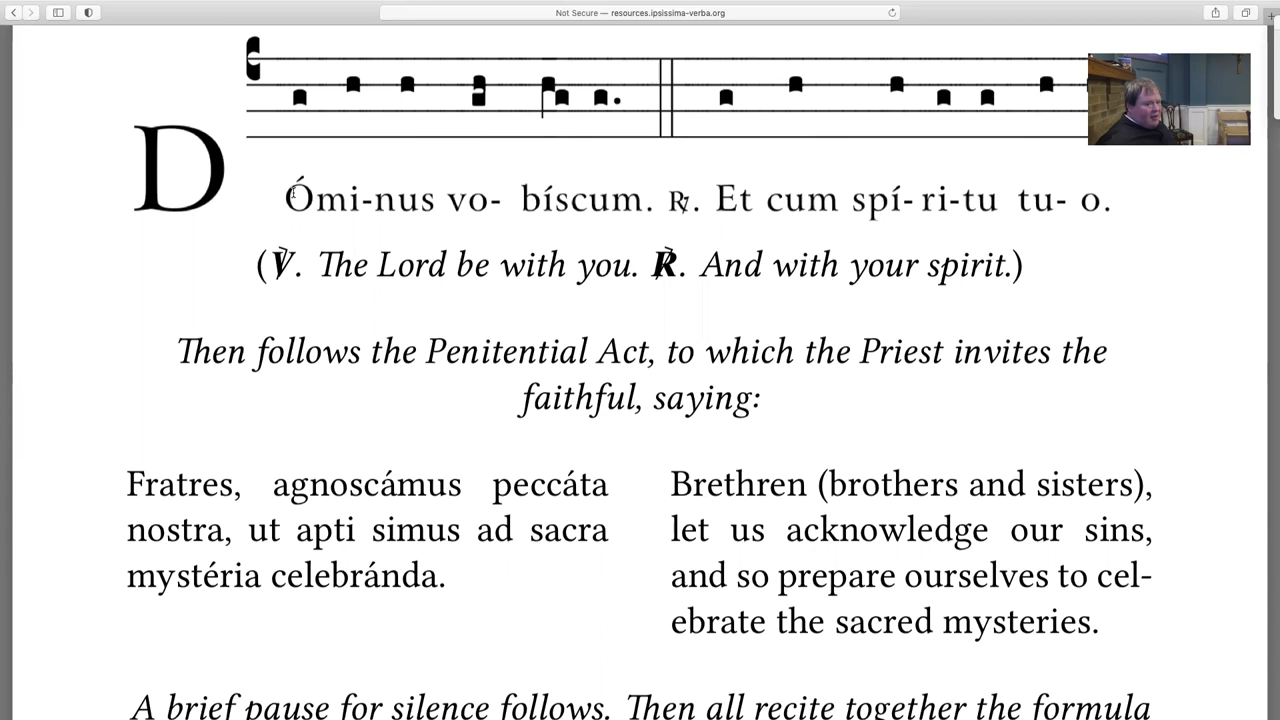 Not Secure — resources.ipsissima-verba.org
DÓmi-nus vo- bíscum. ℟. Et cum spí-ri-tu tu- o.
(℣. The Lord be with you. ℟. And with your spirit.)
Then follows the Penitential Act, to which the Priest invites the
faithful, saying:
Fratres, agnoscámus peccáta
nostra, ut apti simus ad sacra
mystéria celebránda.
Brethren (brothers and sisters),
let us acknowledge our sins,
and so prepare ourselves to cel-
ebrate the sacred mysteries.
A brief pause for silence follows. Then all recite together the formula